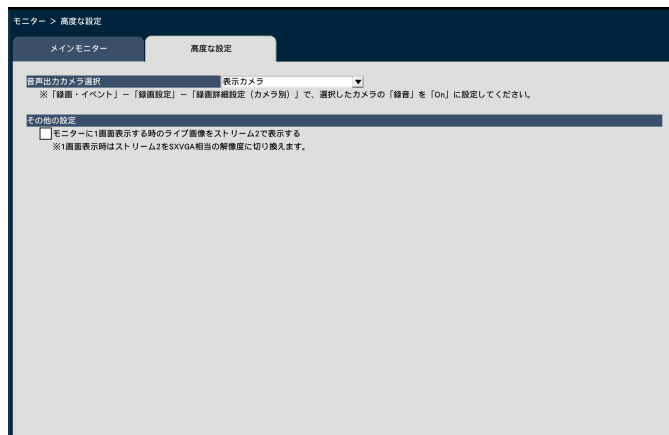 モニター > 高度な設定
メインモニター
高度な設定
音声出力カメラ選択 表示カメラ
※「録画・イベント」－「録画設定」－「録画詳細設定（カメラ別）」で、選択したカメラの「録音」を「On」に設定してください。
その他の設定
モニターに1画面表示する時のライブ画像をストリーム2で表示する
※1画面表示時はストリーム2をSXVGA相当の解像度に切り換えます。